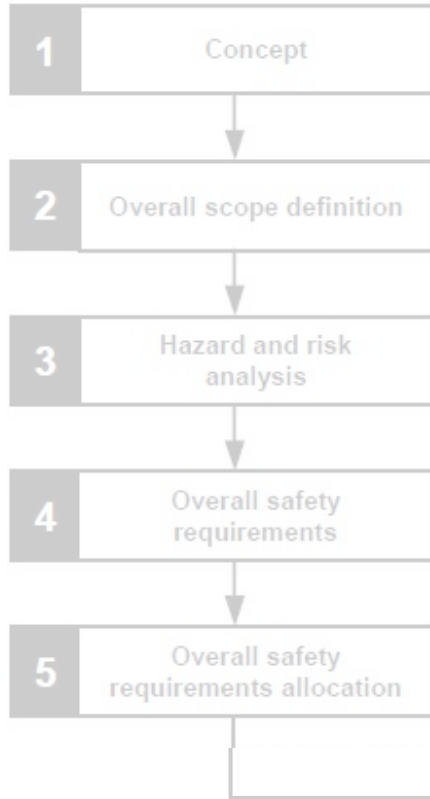 1
Concept
2
Overall scope definition
3
Hazard and risk
analysis
4
Overall safety
requirements
5
Overall safety
requirements allocation